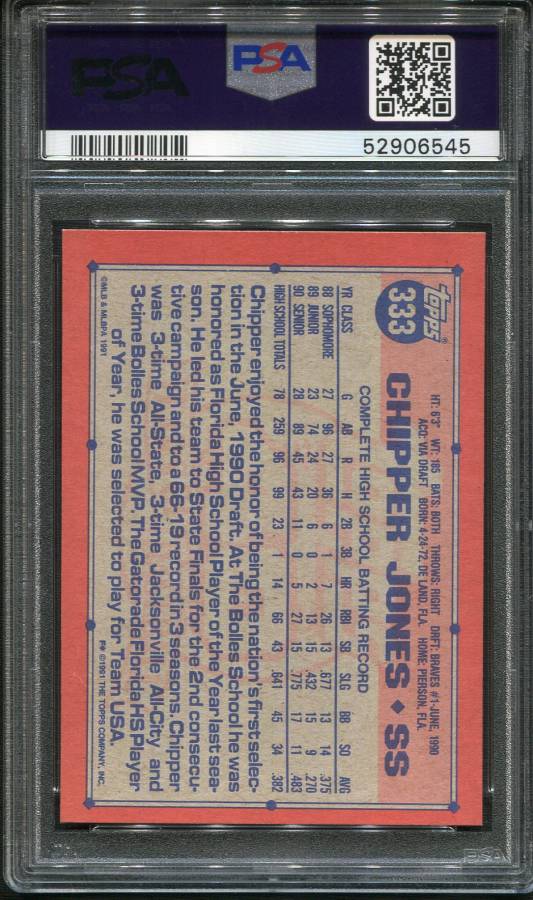 PSA
PSA
52906545
TOPPS®
333
CHIPPER JONES ♦ SS
HT: 6'3" WT: 185 BATS: BOTH THROWS: RIGHT DRFT: BRAVES #1-JUNE, 1990
ACQ: VIA DRAFT BORN: 4-24-72, DE LAND, FLA. HOME: PIERSON, FLA.
COMPLETE HIGH SCHOOL BATTING RECORD
YR CLASS G AB R H 2B 3B HR RBI SB SLG BB SO AVG
88 SOPHOMORE 27 96 27 36 6 1 7 26 13 .677 13 14 .375
89 JUNIOR 23 74 24 20 6 0 2 13 15 .432 15 9 .270
90 SENIOR 28 89 45 43 11 0 5 27 15 .775 17 11 .483
HIGH SCHOOL TOTALS 78 259 96 99 23 1 14 66 43 .641 45 34 .382
Chipper enjoyed the honor of being the nation's first selec-
tion in the June, 1990 Draft. At The Bolles School he was
honored as Florida High School Player of the Year last sea-
son. He led his team to State Finals for the 2nd consecu-
tive campaign and to a 66-19 record in 3 seasons. Chipper
was 3-time All-State, 3-time Jacksonville All-City and
3-time Bolles School MVP. The Gatorade Florida HS Player
of Year, he was selected to play for Team USA.
©MLB & MLBPA 1991
P# ©1991 THE TOPPS COMPANY, INC.
PSA